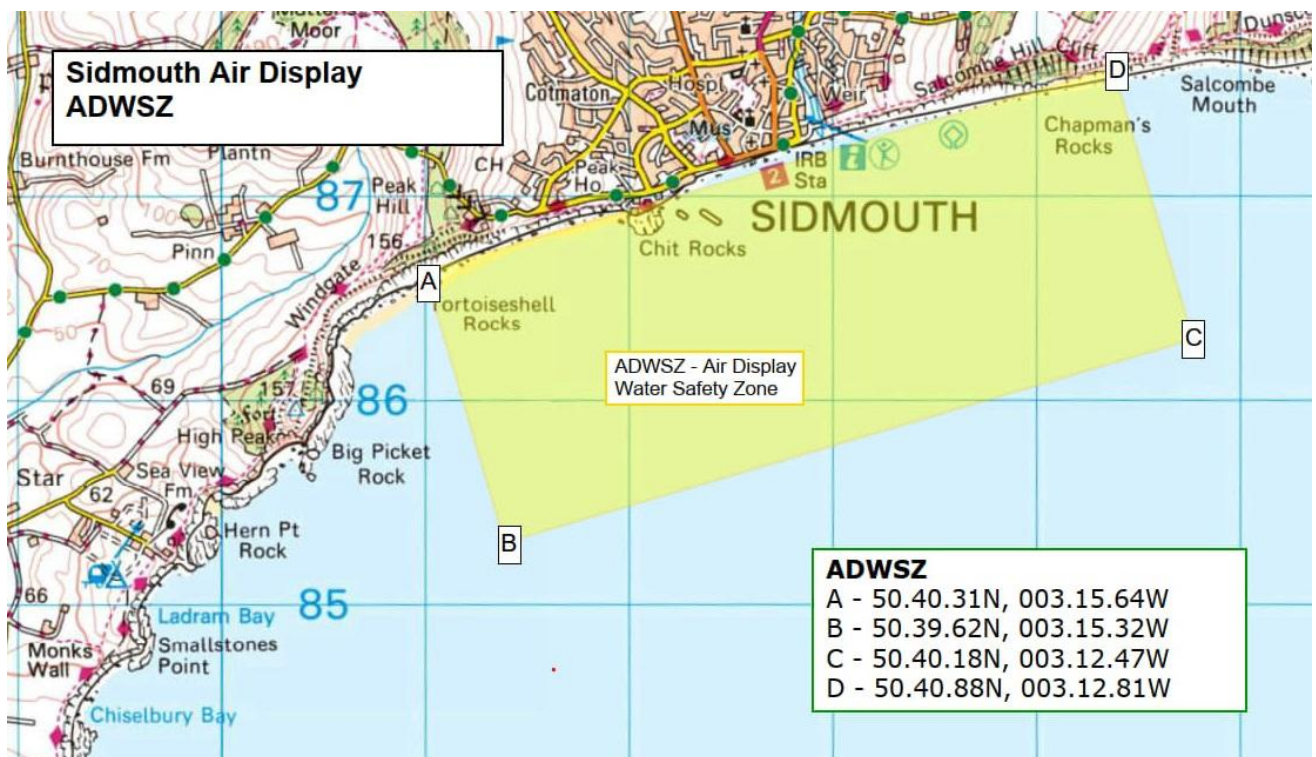 Sidmouth Air Display
ADWSZ
Moor
Burnthouse Fm
Plantn
Cotmaton
Hospl
Weir
Salcombe Hill Cliff
Dunsc
D
Salcombe
Mouth
Chapman's
Rocks
Mus
CH
Peak
Ho
IRB
Sta
2
SIDMOUTH
Chit Rocks
87
Peak
Hill
100
Pinn
156
Windgate
A
Tortoiseshell
Rocks
50
C
ADWSZ - Air Display
Water Safety Zone
69
157
fort
86
High Peak
Big Picket
Rock
Star
62
Sea View
Fm
B
Hern Pt
Rock
66
85
Ladram Bay
Smallstones
Point
Monks
Wall
Chiselbury Bay
ADWSZ
A - 50.40.31N, 003.15.64W
B - 50.39.62N, 003.15.32W
C - 50.40.18N, 003.12.47W
D - 50.40.88N, 003.12.81W